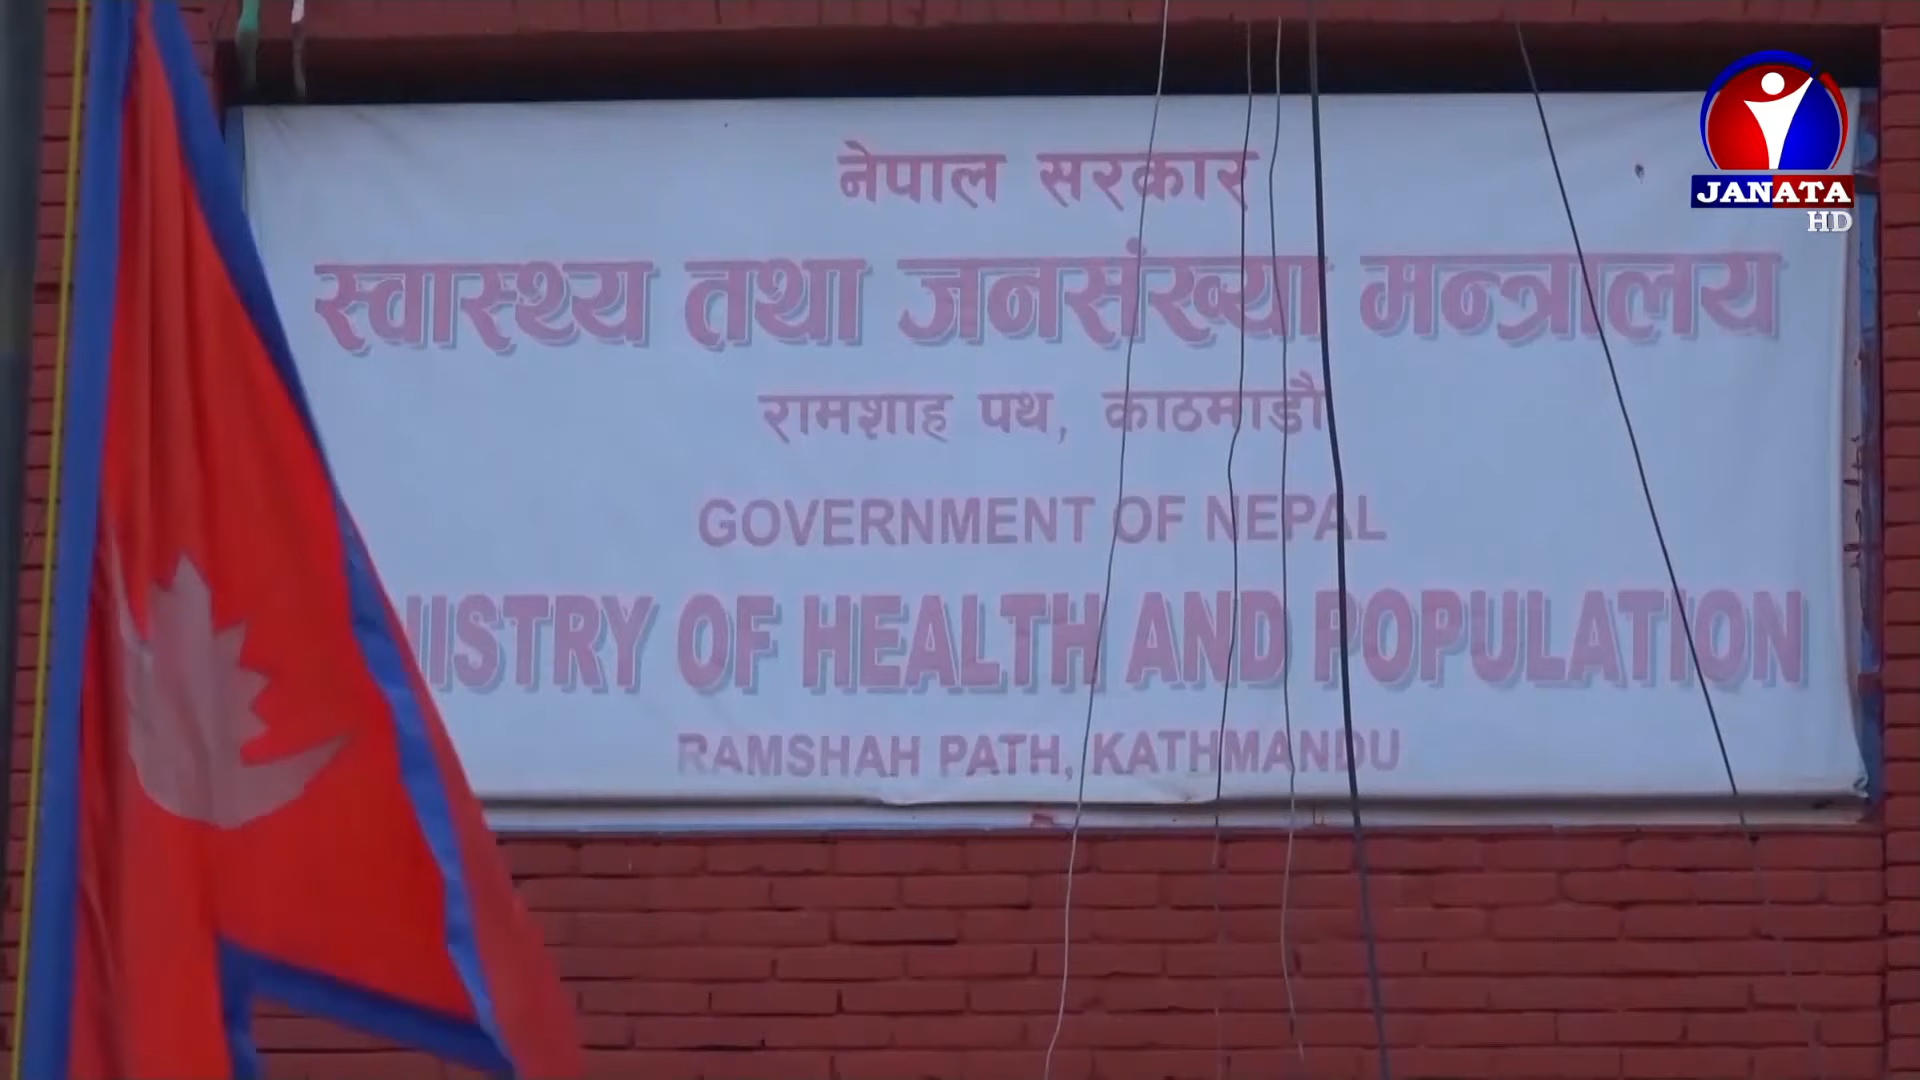 नेपाल सरकार
स्वास्थ्य तथा जनसंख्या मन्त्रालय
रामशाह पथ, काठमाडौं
GOVERNMENT OF NEPAL
NISTRY OF HEALTH AND POPULATION
RAMSHAH PATH, KATHMANDU
JANATA
HD